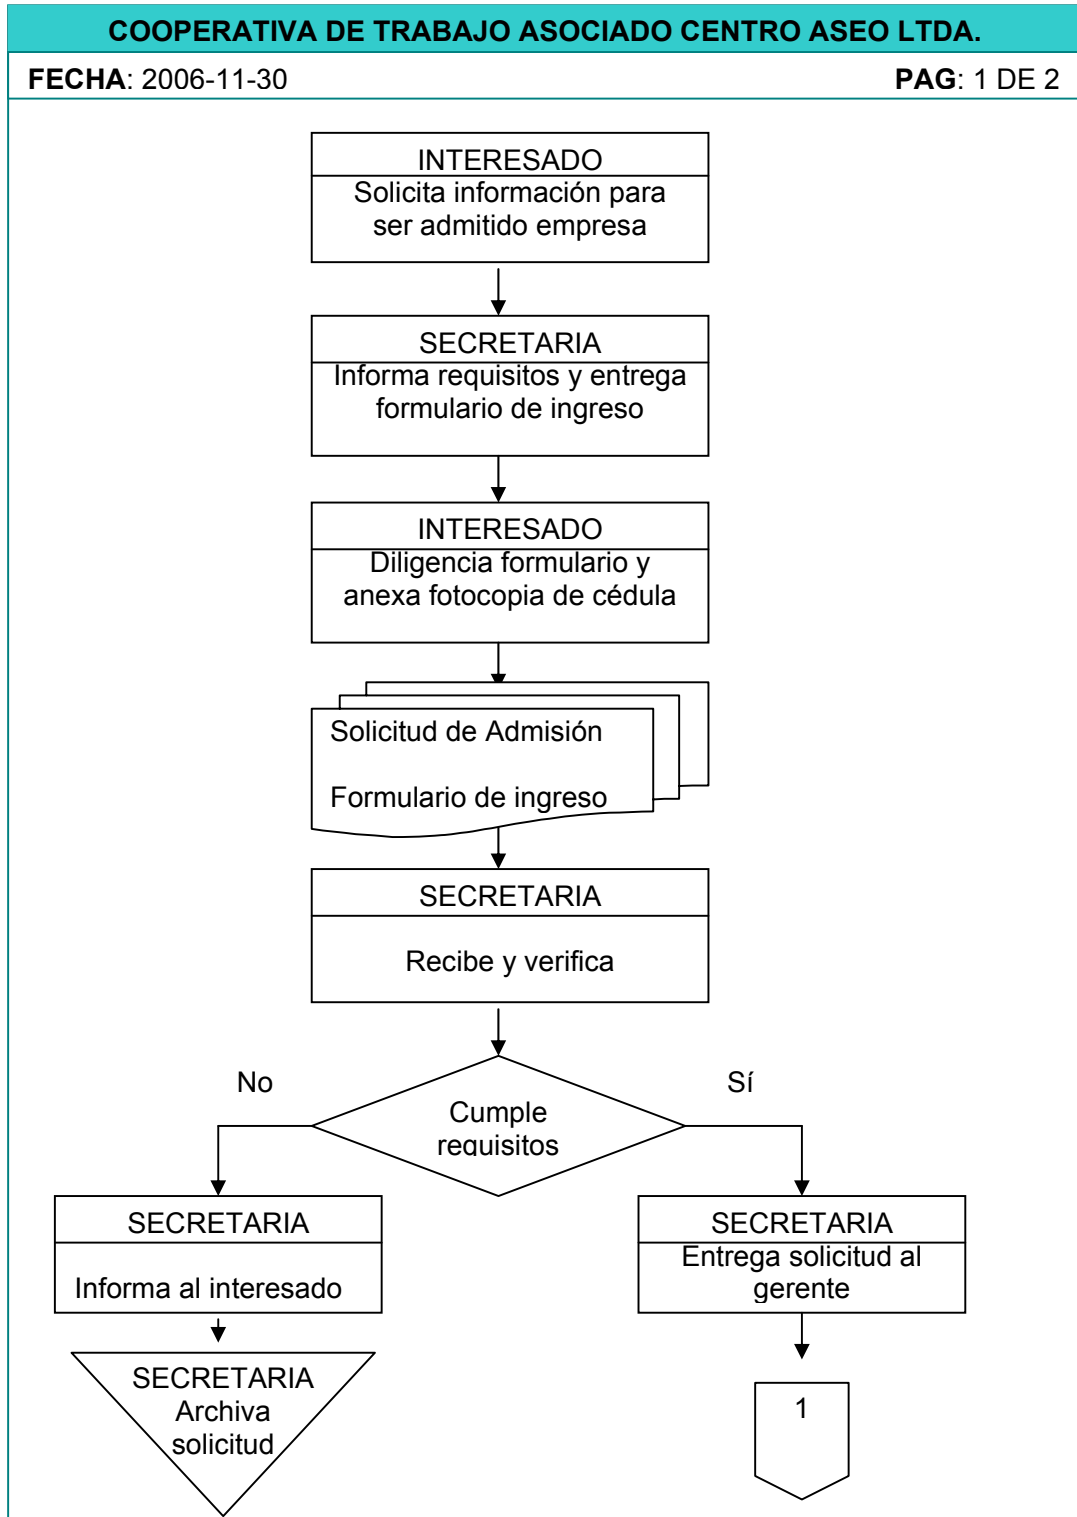 COOPERATIVA DE TRABAJO ASOCIADO CENTRO ASEO LTDA.
FECHA: 2006-11-30 PAG: 1 DE 2
INTERESADO
Solicita información para
ser admitido empresa
SECRETARIA
Informa requisitos y entrega
formulario de ingreso
INTERESADO
Diligencia formulario y
anexa fotocopia de cédula
Solicitud de Admisión
Formulario de ingreso
SECRETARIA
Recibe y verifica
No
Sí
Cumple
requisitos
SECRETARIA
Informa al interesado
SECRETARIA
Entrega solicitud al
gerente
SECRETARIA
Archiva
solicitud
1